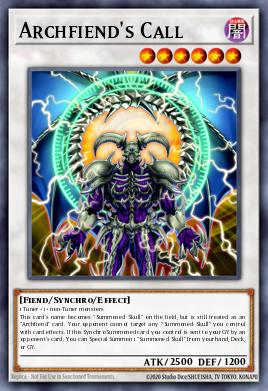 ARCHFIEND'S CALL
DARK
闇
[FIEND/SYNCHRO/EFFECT]
1 Tuner + 1+ non-Tuner monsters
This card's name becomes "Summoned Skull" on the field, but is still treated as an
"Archfiend" card. Your opponent cannot target any "Summoned Skull" you control
with card effects. If this Synchro Summoned card you control is sent to your GY by
an opponent's card: You can Special Summon 1 "Summoned Skull" from your hand, Deck,
or GY.
ATK/2500 DEF/1200
Replica - Not For Use in Sanctioned Tournaments
©2020 Studio Dice/SHUEISHA, TV TOKYO, KONAMI